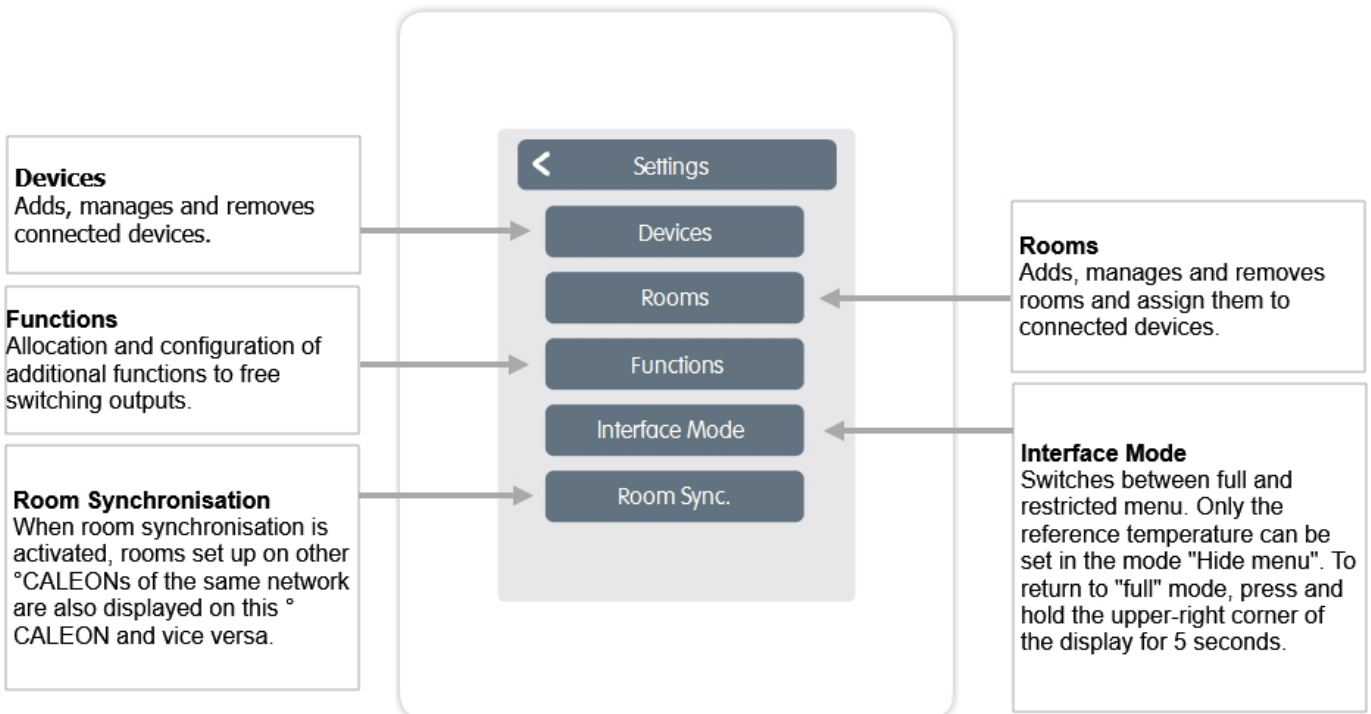 Devices
Adds, manages and removes
connected devices.
Functions
Allocation and configuration of
additional functions to free
switching outputs.
Room Synchronisation
When room synchronisation is
activated, rooms set up on other
°CALEONs of the same network
are also displayed on this °
CALEON and vice versa.
Settings
Devices
Rooms
Functions
Interface Mode
Room Sync.
Rooms
Adds, manages and removes
rooms and assign them to
connected devices.
Interface Mode
Switches between full and
restricted menu. Only the
reference temperature can be
set in the mode "Hide menu". To
return to "full" mode, press and
hold the upper-right corner of
the display for 5 seconds.